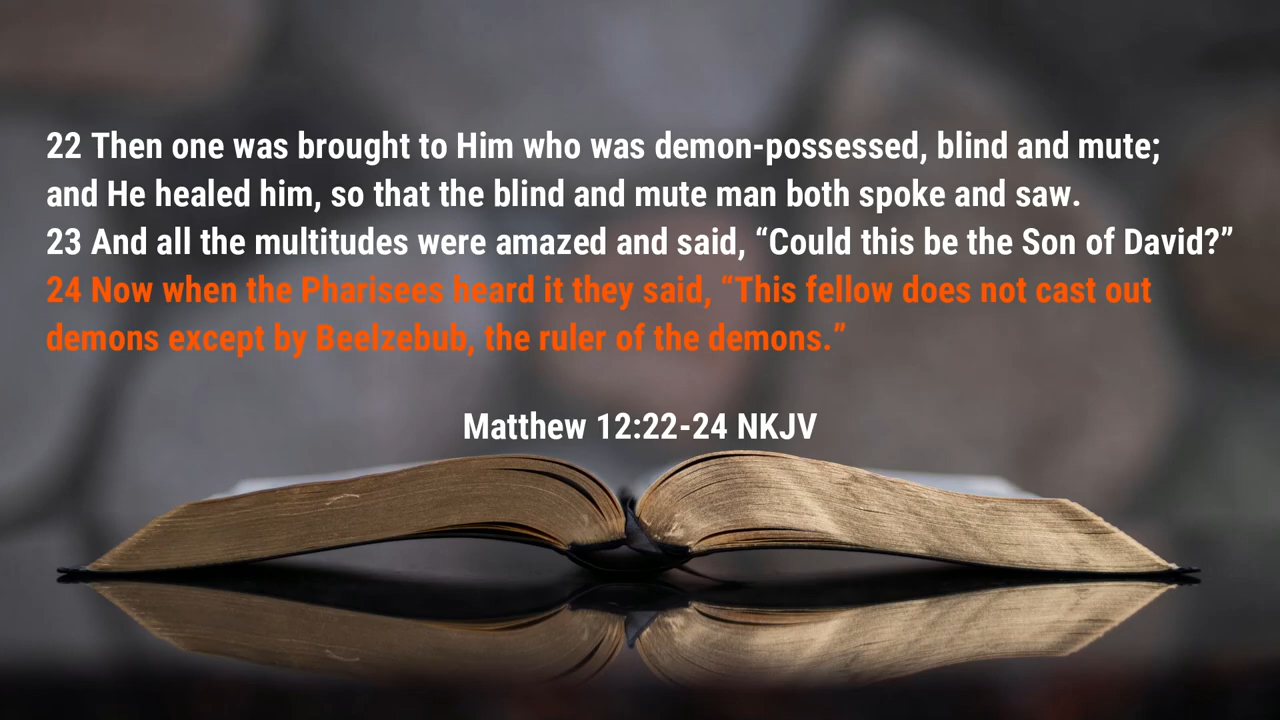 22 Then one was brought to Him who was demon-possessed, blind and mute;
and He healed him, so that the blind and mute man both spoke and saw.
23 And all the multitudes were amazed and said, “Could this be the Son of David?”
24 Now when the Pharisees heard it they said, “This fellow does not cast out
demons except by Beelzebub, the ruler of the demons.”
Matthew 12:22-24 NKJV